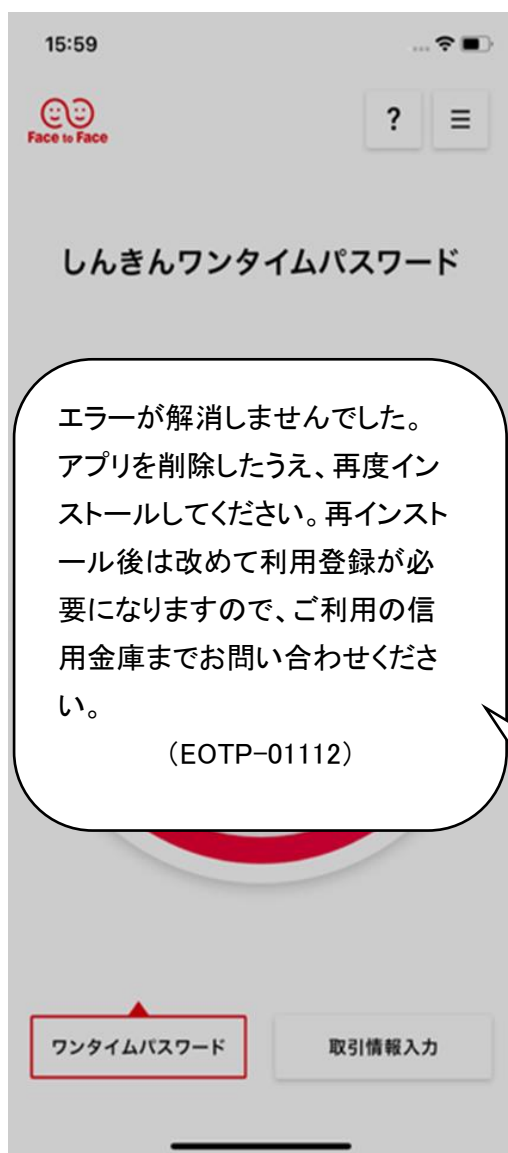 15:59
Face to Face
?
しんきんワンタイムパスワード
エラーが解消しませんでした。
アプリを削除したうえ、再度イン
ストールしてください。再インスト
ール後は改めて利用登録が必
要になりますので、ご利用の信
用金庫までお問い合わせくださ
い。
（EOTP-01112）
ワンタイムパスワード
取引情報入力